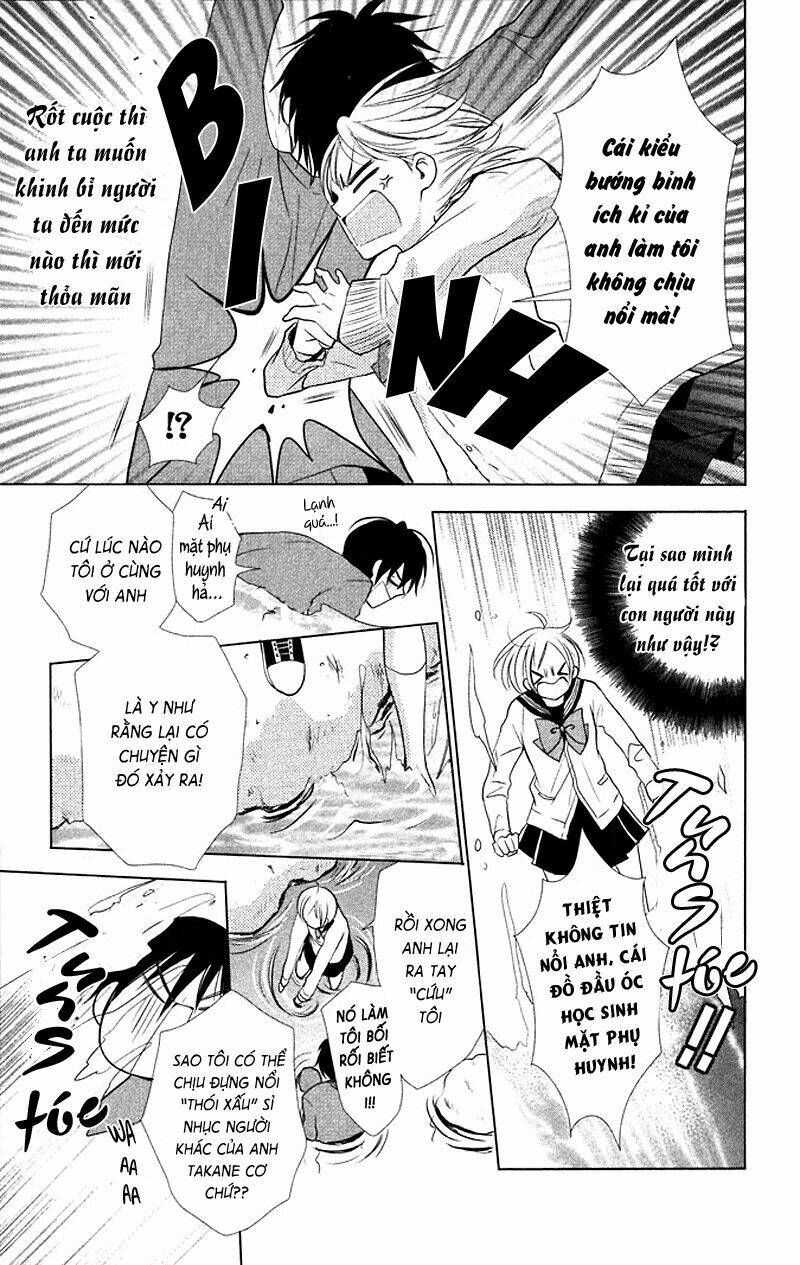 Cái kiểu
bướng bỉnh
ích kỉ của
anh làm tôi
không chịu
nổi mà!
BI
NH
Rốt cuộc thì
anh ta muốn
khinh bỉ người
ta đến mức
nào thì mới
thỏa mãn
!?
Tại sao mình
lại quá tốt với
con người này
như vậy!?
Tưng
tóe
!!
THIỆT
KHÔNG TIN
NỔI ANH, CÁI
ĐỒ ĐẦU ÓC
HỌC SINH
MẶT PHỤ
HUYNH!
Lạnh
quá...!
Ai
Ai
mặt phụ
huynh
hả...
CỨ LÚC NÀO
TÔI Ở CÙNG
VỚI ANH
LÀ Y NHƯ
RẰNG LẠI CÓ
CHUYỆN GÌ
ĐÓ XẢY RA!
RỒI XONG
ANH LẠI
RA TAY
"CỨU"
TÔI
NÓ LÀM
TÔI BỐI
RỐI BIẾT
KHÔNG
!!!
SAO TÔI CÓ THỂ
CHỊU ĐỰNG NỔI
"THÓI XẤU" SỈ
NHỤC NGƯỜI
KHÁC CỦA ANH
TAKANE CƠ
CHỨ??
Tưng
tóe
WA
A A
A A